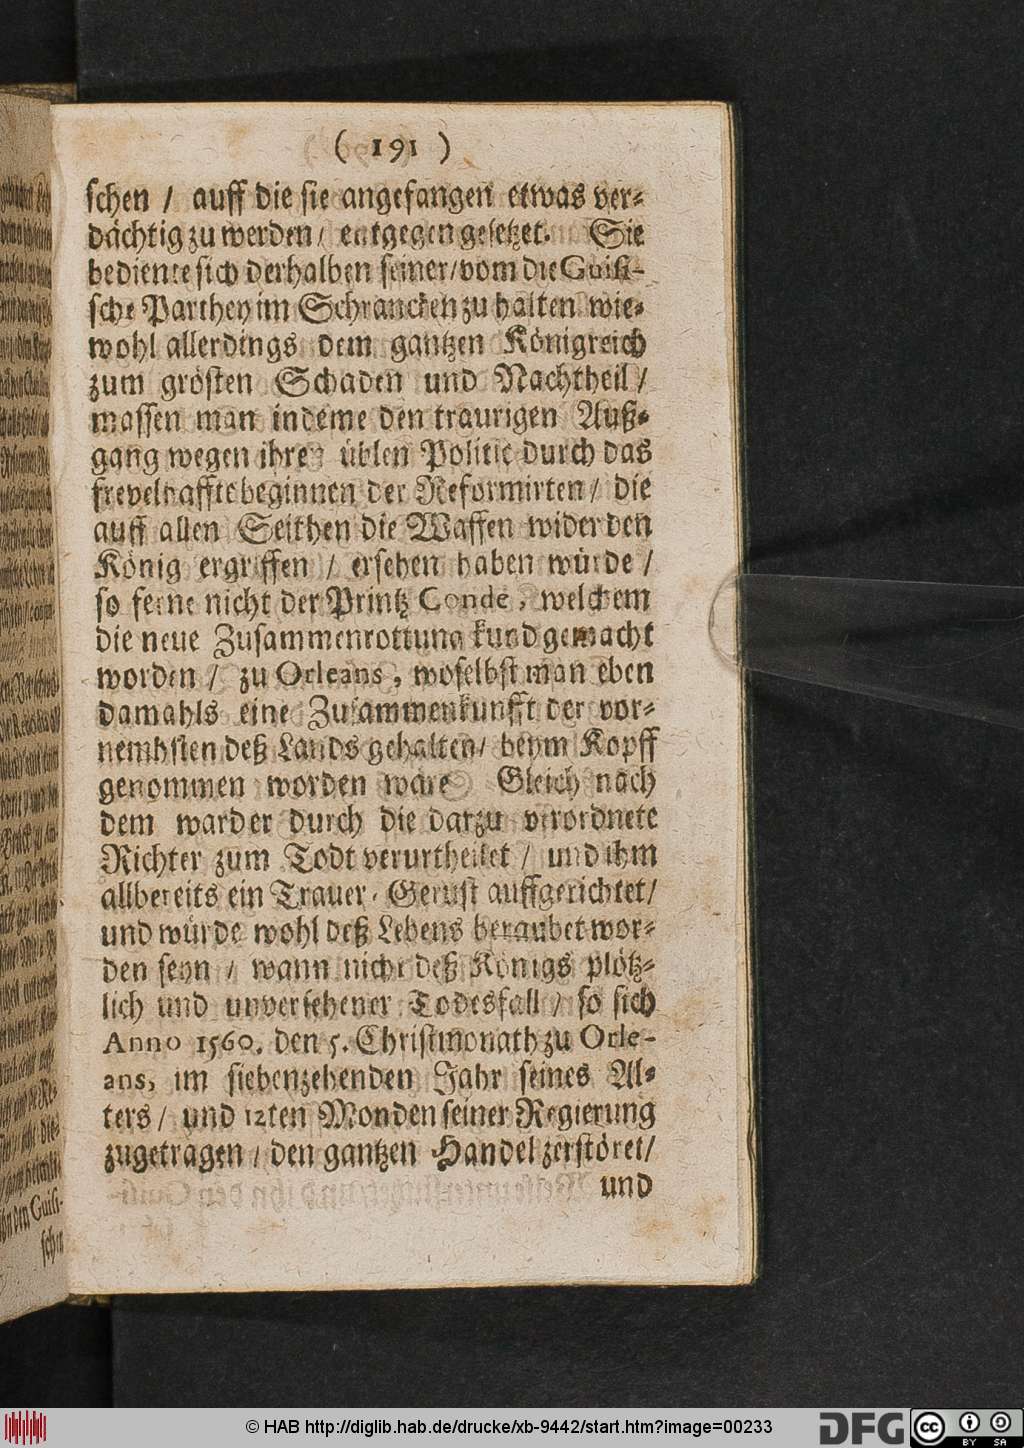 ( 191 )
schen / auff die sie angefangen etwas ver-
dächtig zu werden / entgegen gesetzet. Sie
bediente sich derhalben seiner / vom die Guisi-
sche Parthey im Schrancken zu halten wie-
wohl allerdings dem gantzen Königreich
zum grösten Schaden und Nachtheil /
massen man indeme den traurigen Auß-
gang wegen ihrer üblen Politic durch das
frevelhaffte beginnen der Reformirten / die
auff allen Seithen die Waffen wider den
König ergriffen / ersehen haben würde /
so ferne nicht der Printz Conde, welchem
die neue Zusammenrottung kund gemacht
worden / zu Orleans, woselbst man eben
damahls eine Zusammenkunfft der vor-
nemhsten deß Lands gehalten / beym Kopff
genommen worden wäre Gleich nach
dem warder durch die darzu verordnete
Richter zum Todt verurtheilet / und ihm
allbereits ein Trauer-Gerüst auffgerichtet /
und würde wohl deß Lebens beraubet wor-
den seyn / wann nicht deß Königs plötz-
lich und unversehener Todesfall / so sich
Anno 1560. den 5. Christmonath zu Orle-
ans, im siebenzehenden Jahr seines Al-
ters / und 12ten Monden seiner Regierung
zugetragen / den gantzen Handel zerstöret /
und
© HAB http://diglib.hab.de/drucke/xb-9442/start.htm?image=00233
DFG
cc BY SA